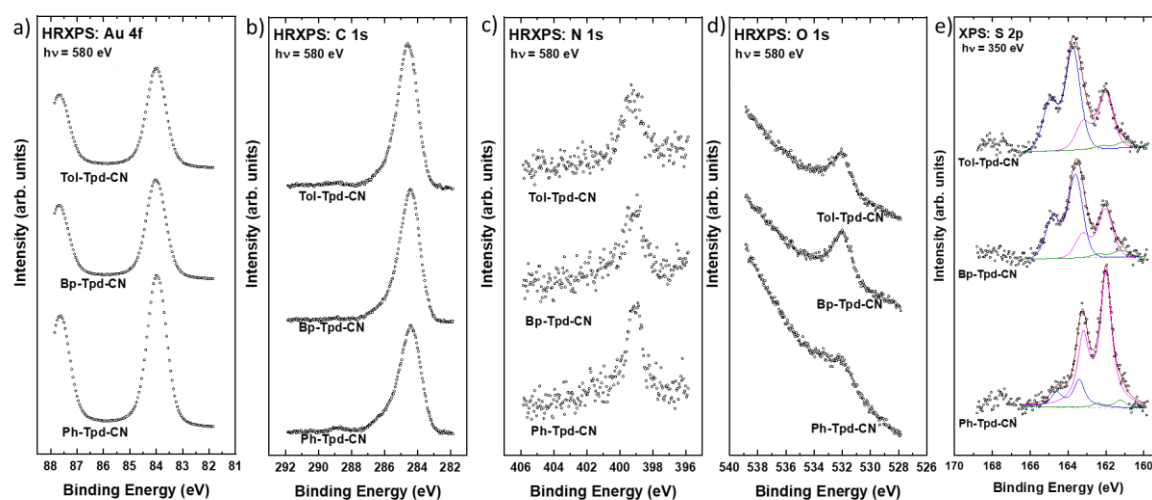 a)
HRXPS: Au 4f
hν = 580 eV
Tol-Tpd-CN
Bp-Tpd-CN
Ph-Tpd-CN
Intensity (arb. units)
88 87 86 85 84 83 82 81
Binding Energy (eV)
b)
HRXPS: C 1s
hν = 580 eV
Tol-Tpd-CN
Bp-Tpd-CN
Ph-Tpd-CN
Intensity (arb. units)
292 290 288 286 284 282
Binding Energy (eV)
c)
HRXPS: N 1s
hν = 580 eV
Tol-Tpd-CN
Bp-Tpd-CN
Ph-Tpd-CN
Intensity (arb. units)
406 404 402 400 398 396
Binding Energy (eV)
d)
HRXPS: O 1s
hν = 580 eV
Tol-Tpd-CN
Bp-Tpd-CN
Ph-Tpd-CN
Intensity (arb. units)
540 538 536 534 532 530 528 526
Binding Energy (eV)
e)
XPS: S 2p
hν = 350 eV
Tol-Tpd-CN
Bp-Tpd-CN
Ph-Tpd-CN
Intensity (arb. units)
170 168 166 164 162 160
Binding Energy (eV)